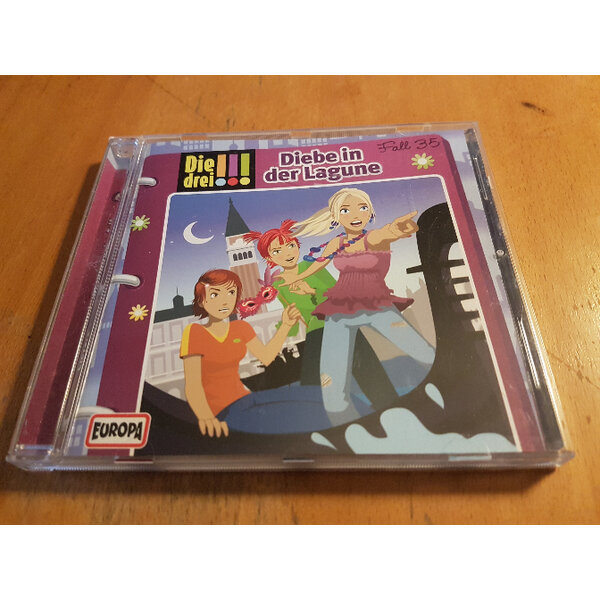 Die
drei!!!
Diebe in
der Lagune
Fall 35
EUROPA